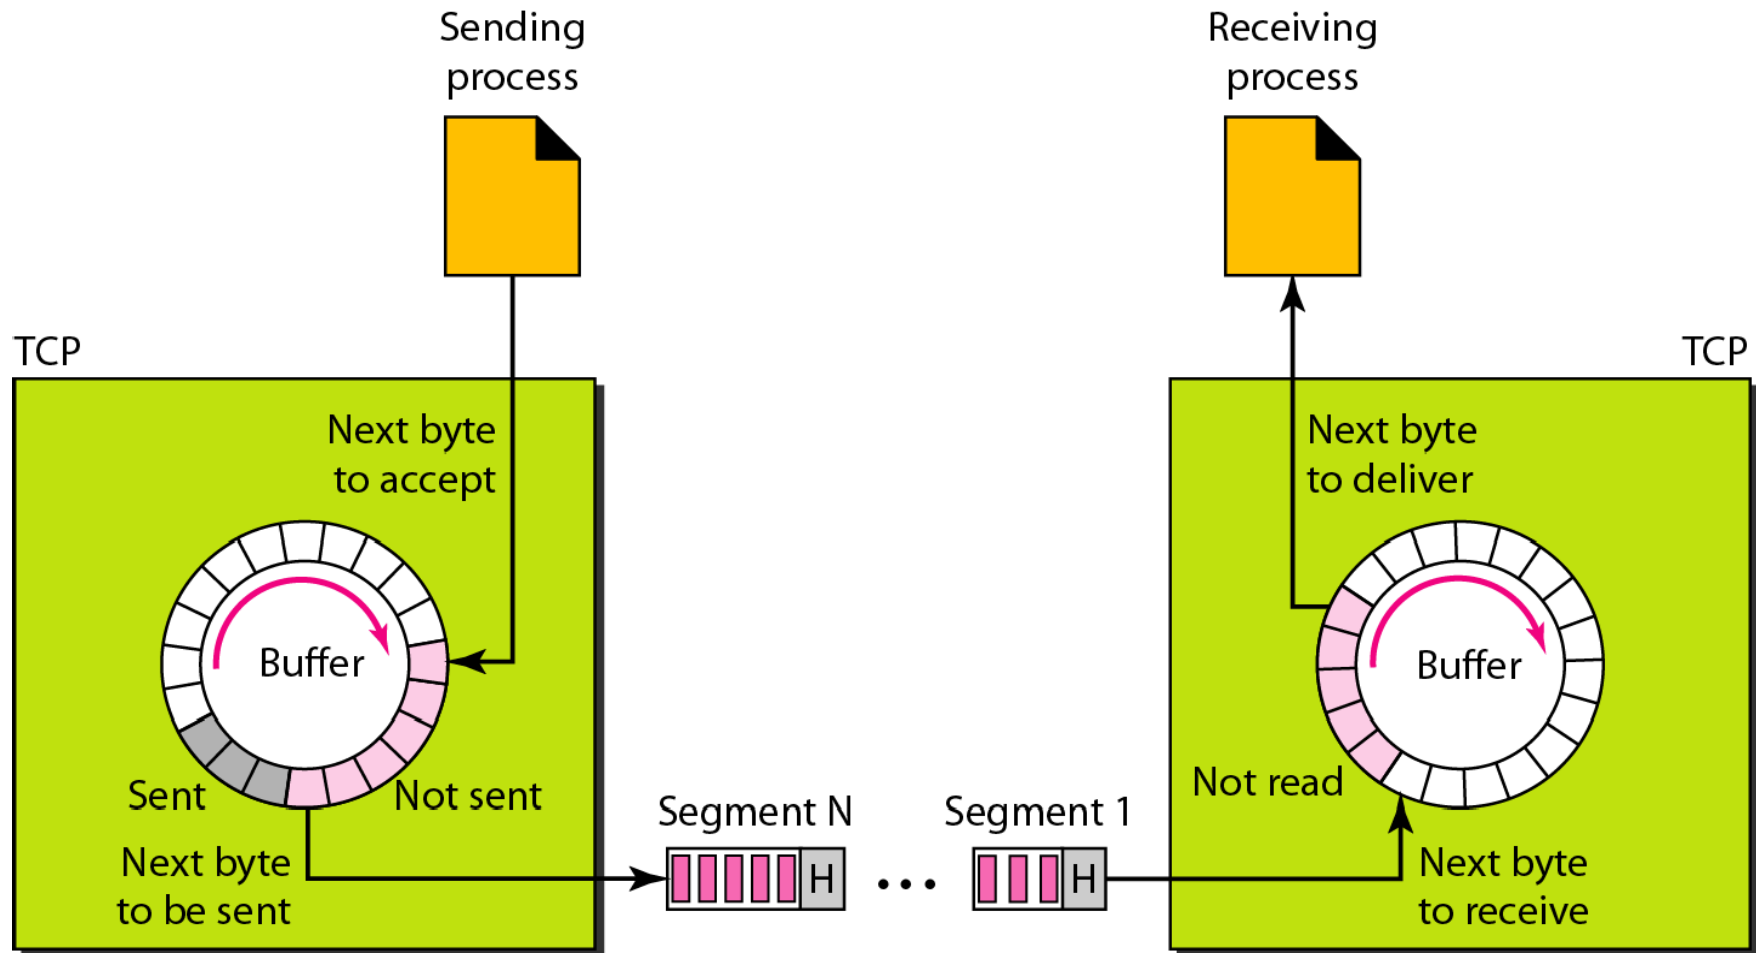 Sending
process
Receiving
process
TCP
TCP
Next byte
to accept
Next byte
to deliver
Buffer
Buffer
Sent
Not sent
Not read
Segment N
Segment 1
Next byte
to be sent
H
...
H
Next byte
to receive